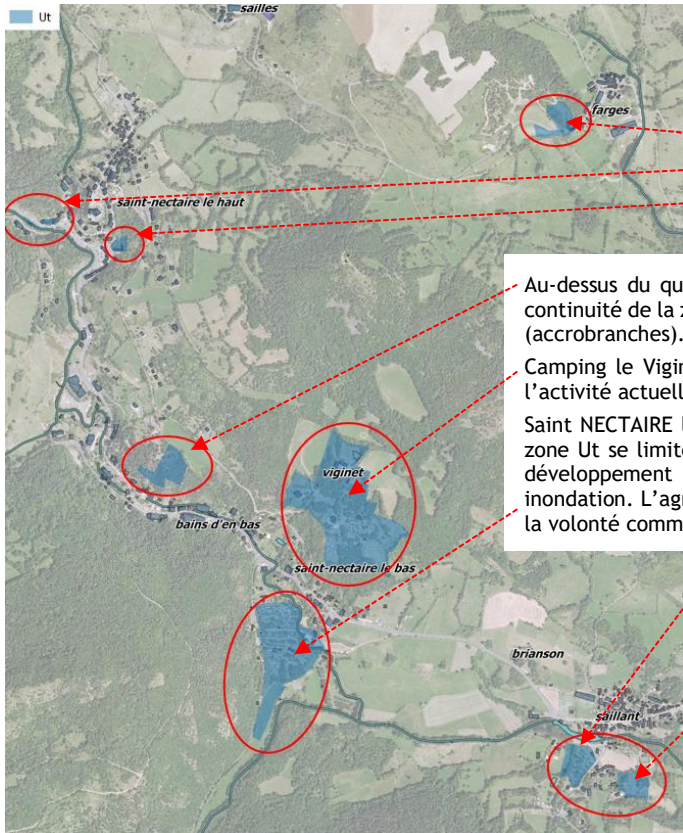 Ut
sailles
farges
saint-nectaire le haut
Au-dessus du qu
continuité de la z
(accrobranches).
Camping le Vigin
l’activité actuell
Saint NECTAIRE l
zone Ut se limite
développement
inondation. L’agr
la volonté comm
viginet
bains d'en bas
saint-nectaire le bas
brianson
saillant